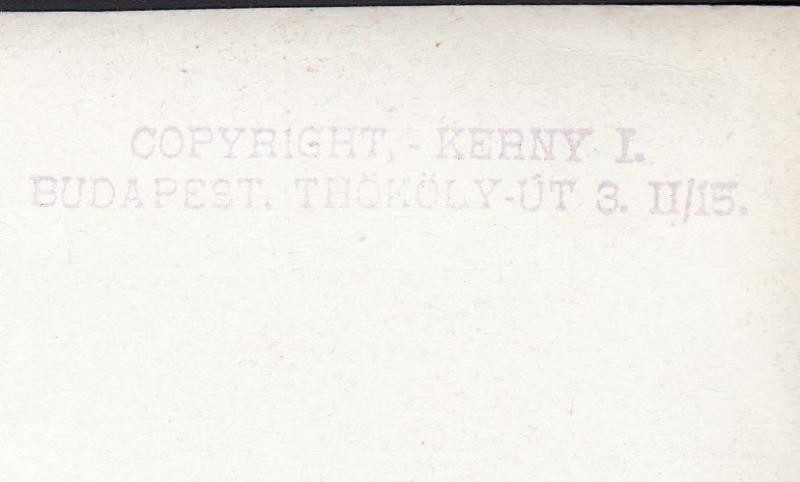 COPYRIGHT, - KERNY I.
BUDAPEST, THÖKÖLY-ÚT 3. II/15.